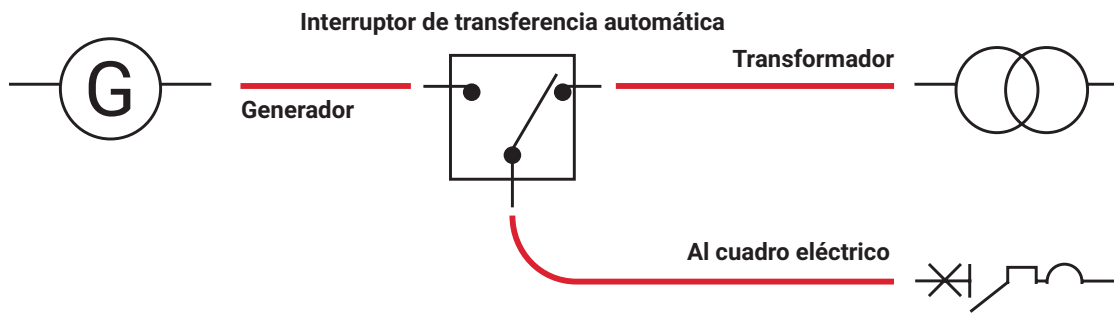 Interruptor de transferencia automática
Transformador
G
Generador
Al cuadro eléctrico